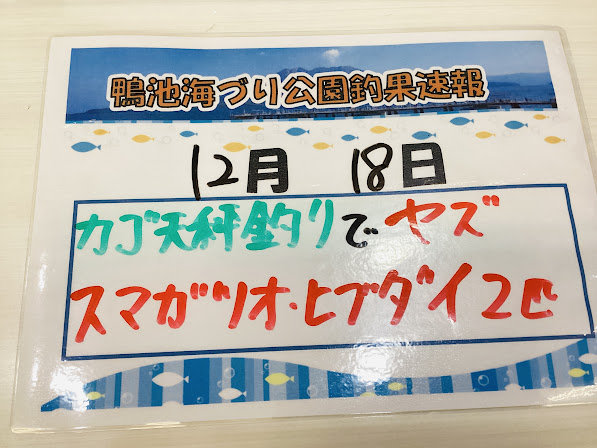 鴨池海づり公園釣果速報
12月 18日
カゴ天秤釣りで ヤズ
スマガツオ・ヒブダイ2匹